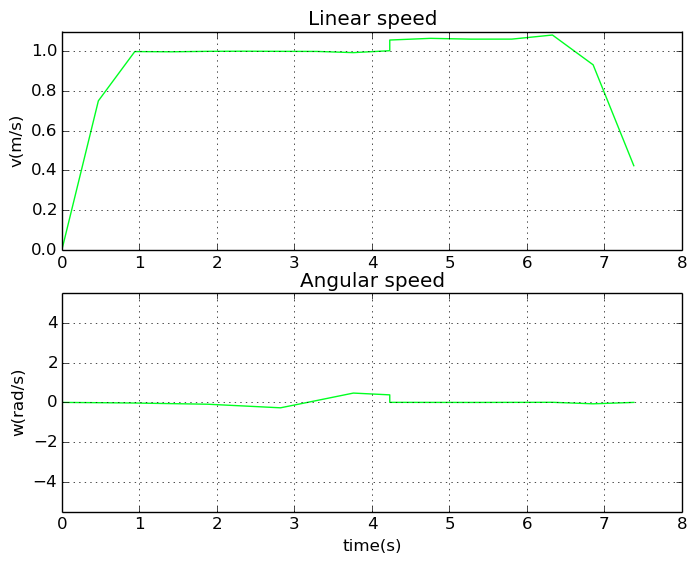 Linear speed
1.0
0.8
0.6
0.4
0.2
0.0
v(m/s)
0 1 2 3 4 5 6 7 8
Angular speed
4
2
0
−2
−4
w(rad/s)
0 1 2 3 4 5 6 7 8
time(s)